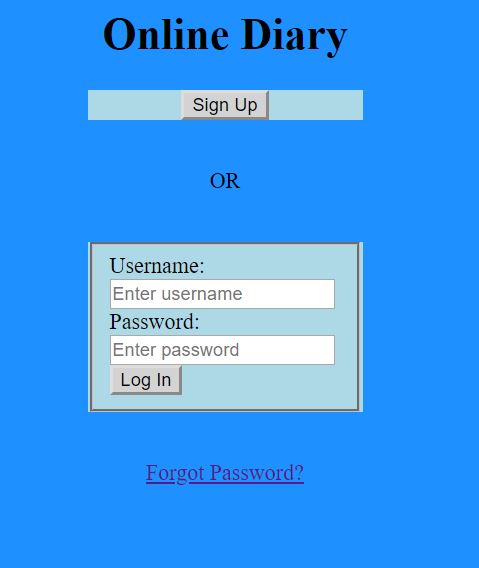 Online Diary
Sign Up
OR
Username:
Enter username
Password:
Enter password
Log In
Forgot Password?